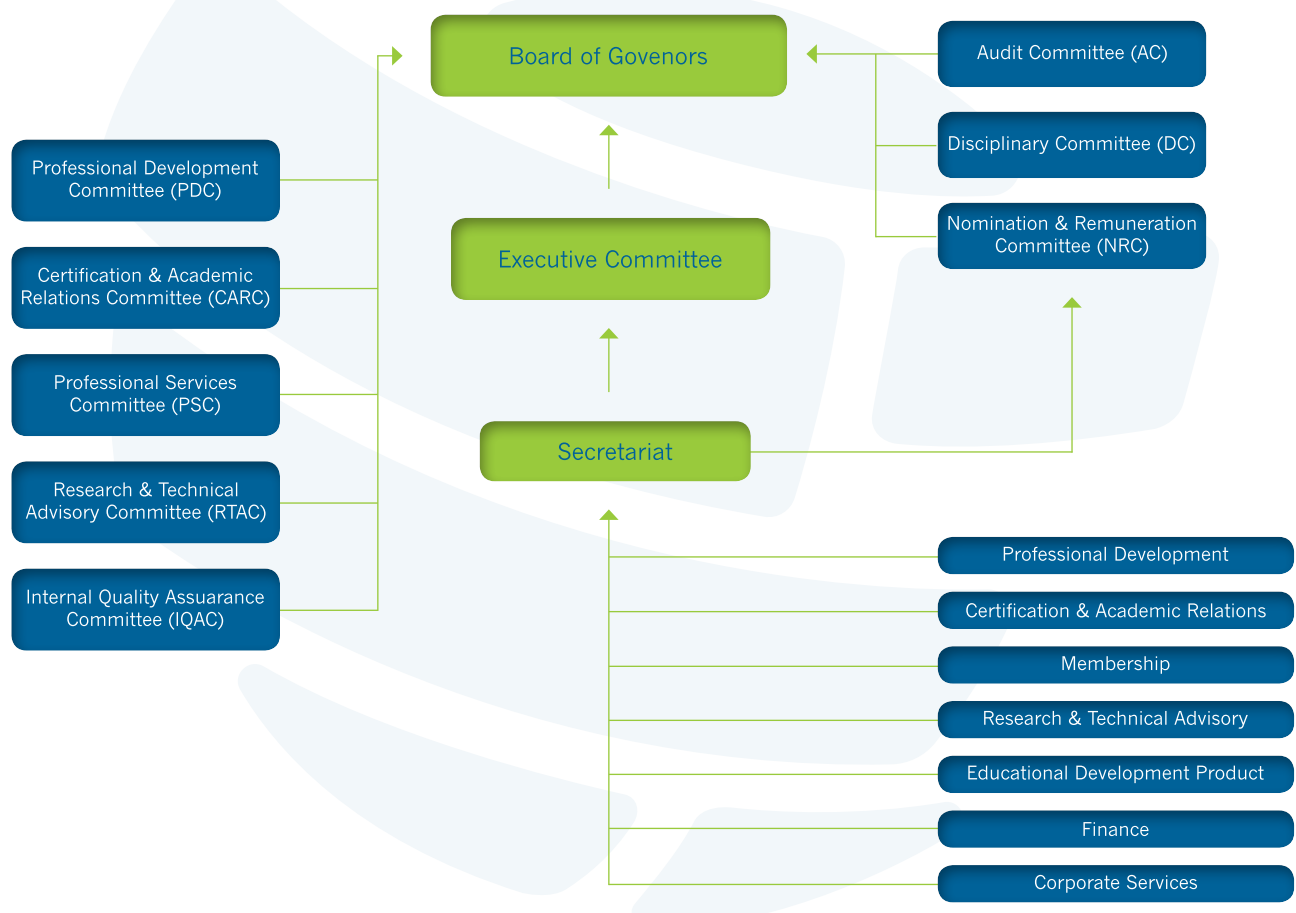 Board of Govenors
Executive Committee
Secretariat
Professional Development
Committee (PDC)
Certification & Academic
Relations Committee (CARC)
Professional Services
Committee (PSC)
Research & Technical
Advisory Committee (RTAC)
Internal Quality Assuarance
Committee (IQAC)
Audit Committee (AC)
Disciplinary Committee (DC)
Nomination & Remuneration
Committee (NRC)
Professional Development
Certification & Academic Relations
Membership
Research & Technical Advisory
Educational Development Product
Finance
Corporate Services